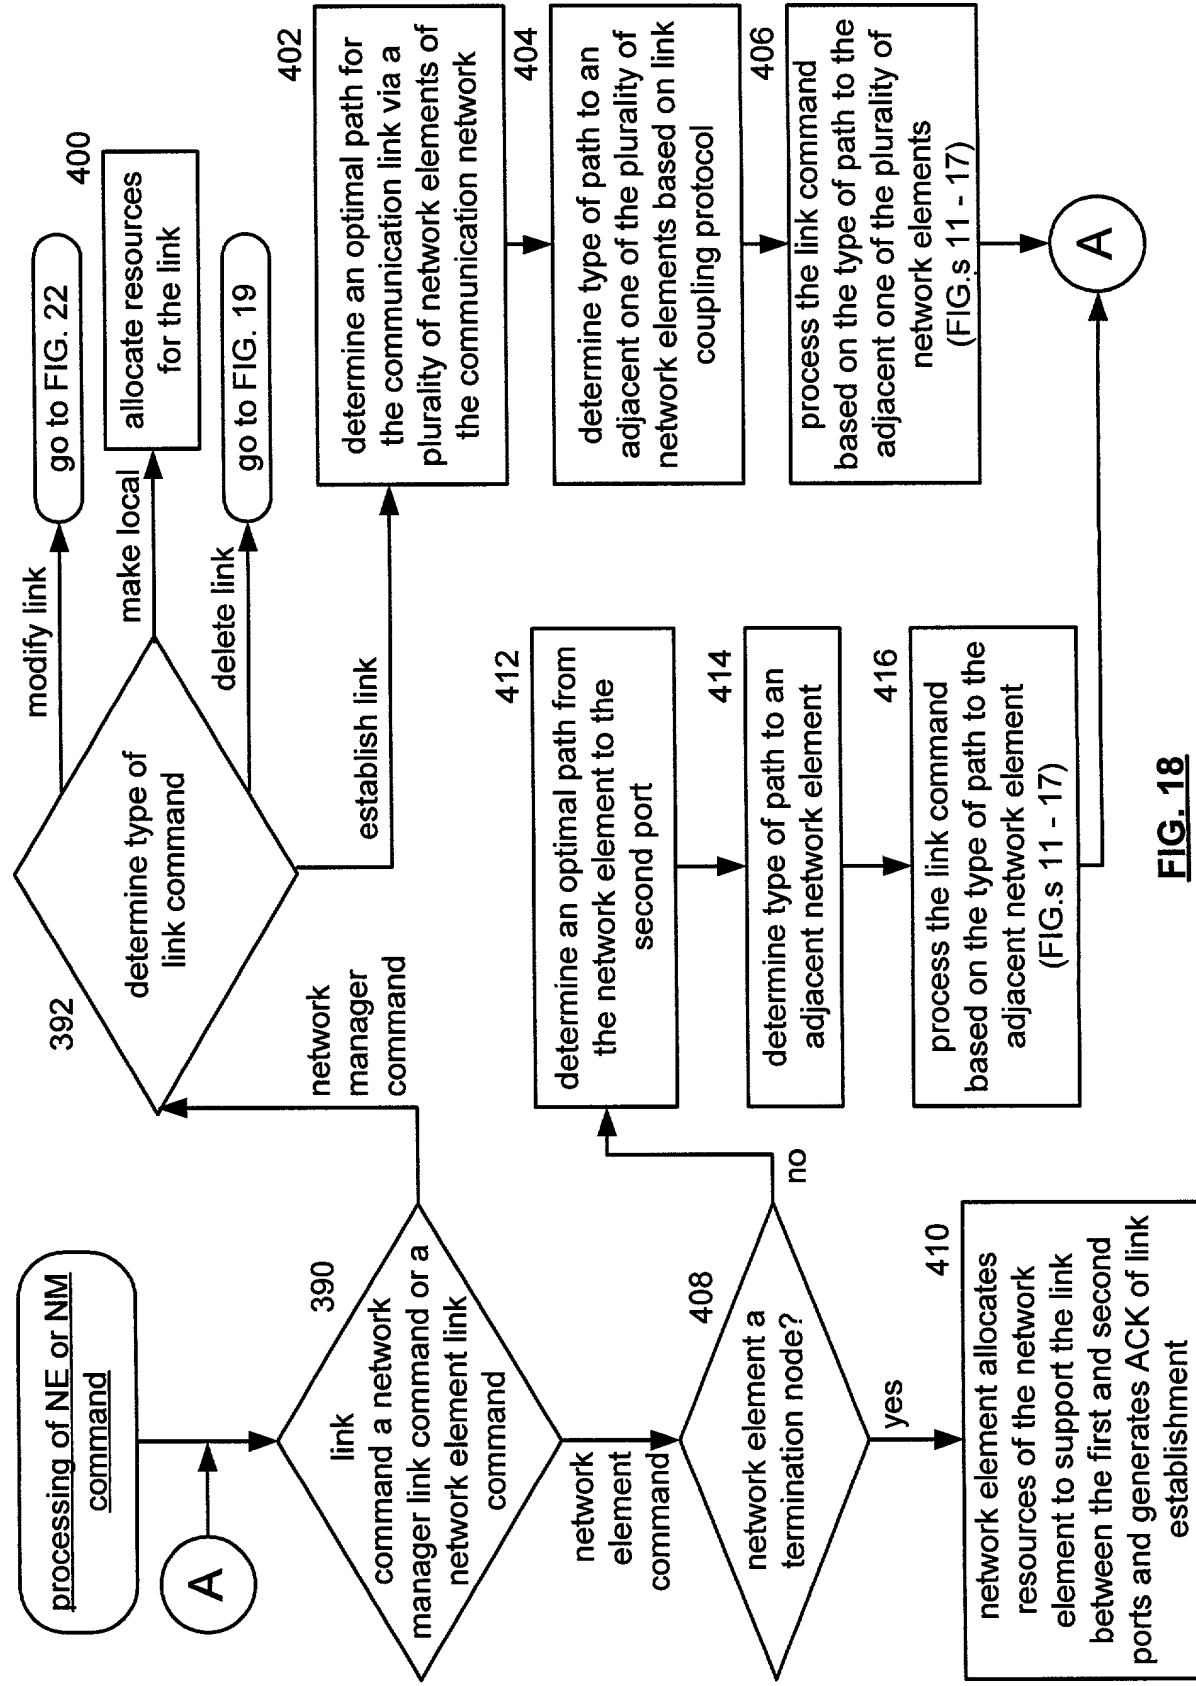 processing of NE or NM
command
A
390
link
command a network
manager link command or a
network element link
command
network
manager
command
network
element
command
392
determine type of
link command
modify link
go to FIG. 22
make local
400
allocate resources
for the link
delete link
go to FIG. 19
establish link
402
determine an optimal path for
the communication link via a
plurality of network elements of
the communication network
404
determine type of path to an
adjacent one of the plurality of
network elements based on link
coupling protocol
406
process the link command
based on the type of path to the
adjacent one of the plurality of
network elements
(FIG.s 11 - 17)
A
408
network element a
termination node?
no
yes
410
network element allocates
resources of the network
element to support the link
between the first and second
ports and generates ACK of link
establishment
412
determine an optimal path from
the network element to the
second port
414
determine type of path to an
adjacent network element
416
process the link command
based on the type of path to the
adjacent network element
(FIG.s 11 - 17)
FIG. 18